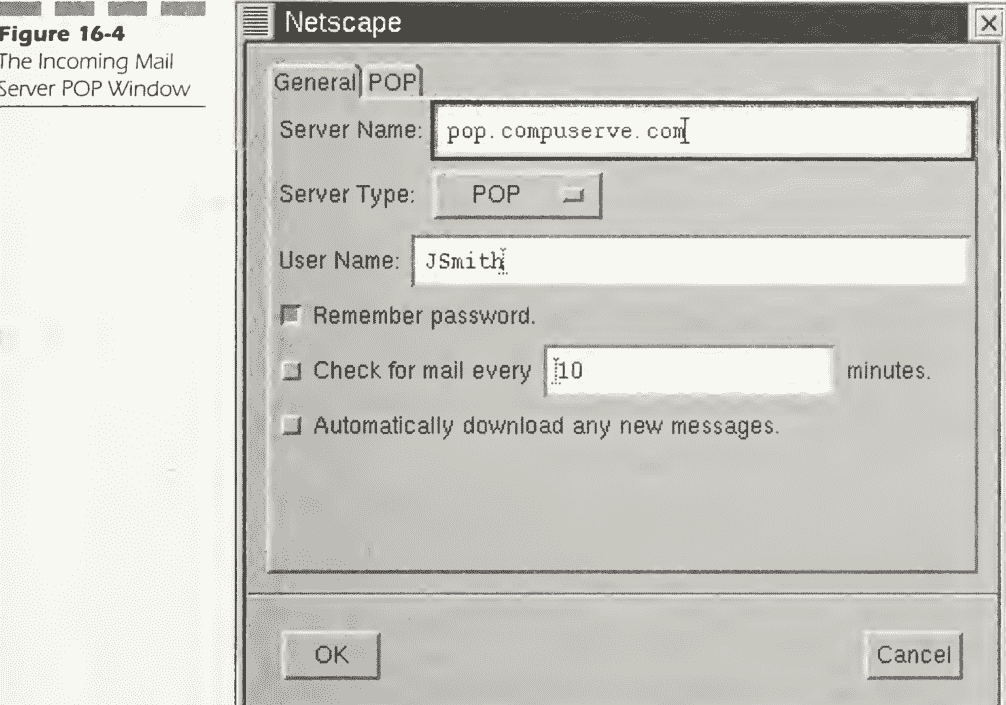 Figure 16-4
The Incoming Mail
Server POP Window
Netscape
General POP
Server Name: pop.compuserve.com
Server Type: POP
User Name: JSmith
Remember password.
Check for mail every 10 minutes.
Automatically download any new messages.
OK Cancel